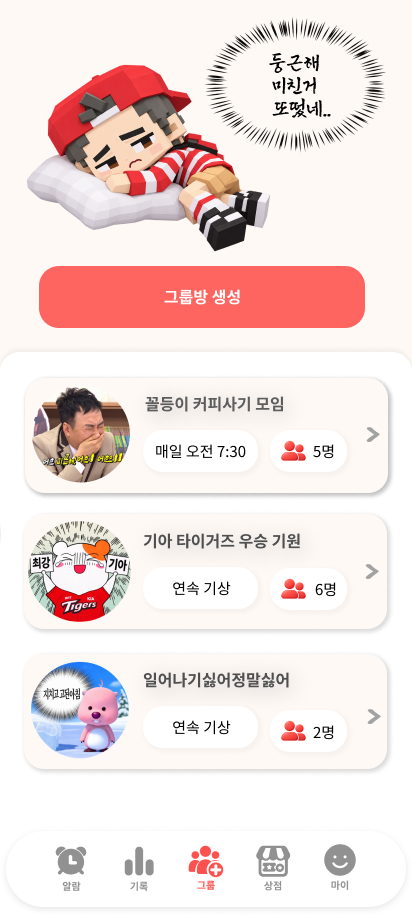 둥근해
미친거
또떴네..
그룹방 생성
꼴등이 커피사기 모임
매일 오전 7:30
5명
기아 타이거즈 우승 기원
최강
기아
Tigers
연속 기상
6명
일어나기싫어정말싫어
연속 기상
2명
알람
기록
그룹
상점
마이